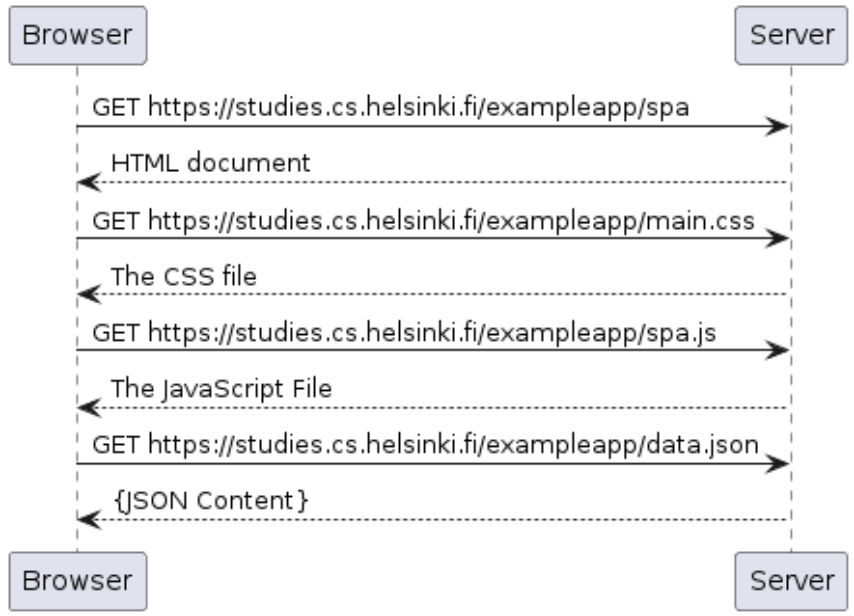 Browser Server
GET https://studies.cs.helsinki.fi/exampleapp/spa
HTML document
GET https://studies.cs.helsinki.fi/exampleapp/main.css
The CSS file
GET https://studies.cs.helsinki.fi/exampleapp/spa.js
The JavaScript File
GET https://studies.cs.helsinki.fi/exampleapp/data.json
{JSON Content}
Browser Server